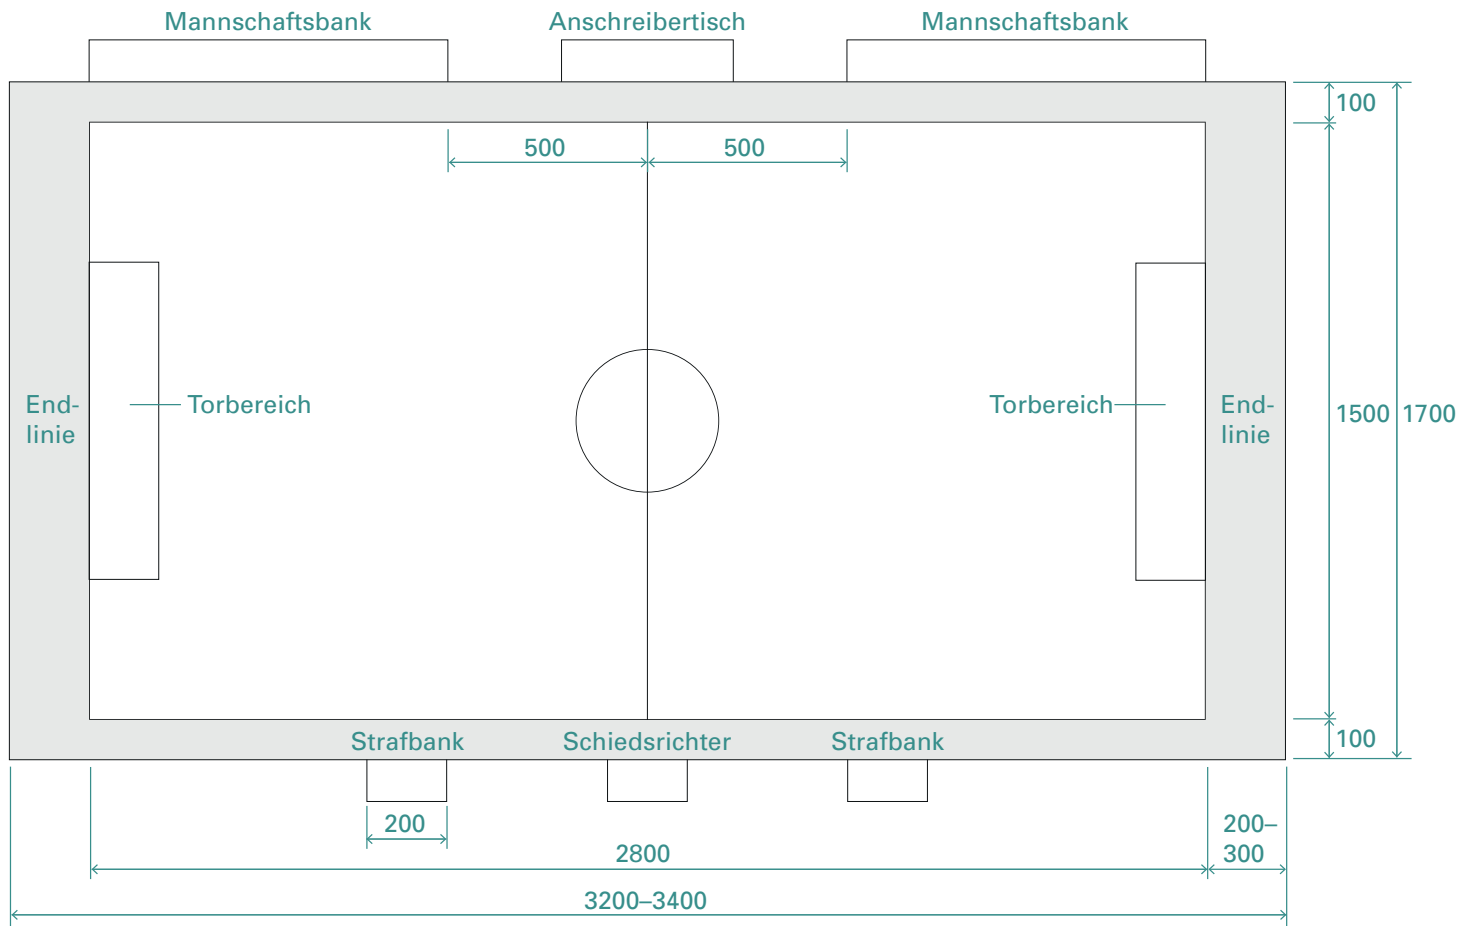 Mannschaftsbank
Anschreibertisch
Mannschaftsbank
100
500
500
End-
linie
Torbereich
Torbereich
End-
linie
1500
1700
Strafbank
Schiedsrichter
Strafbank
100
200
200–
300
2800
3200–3400